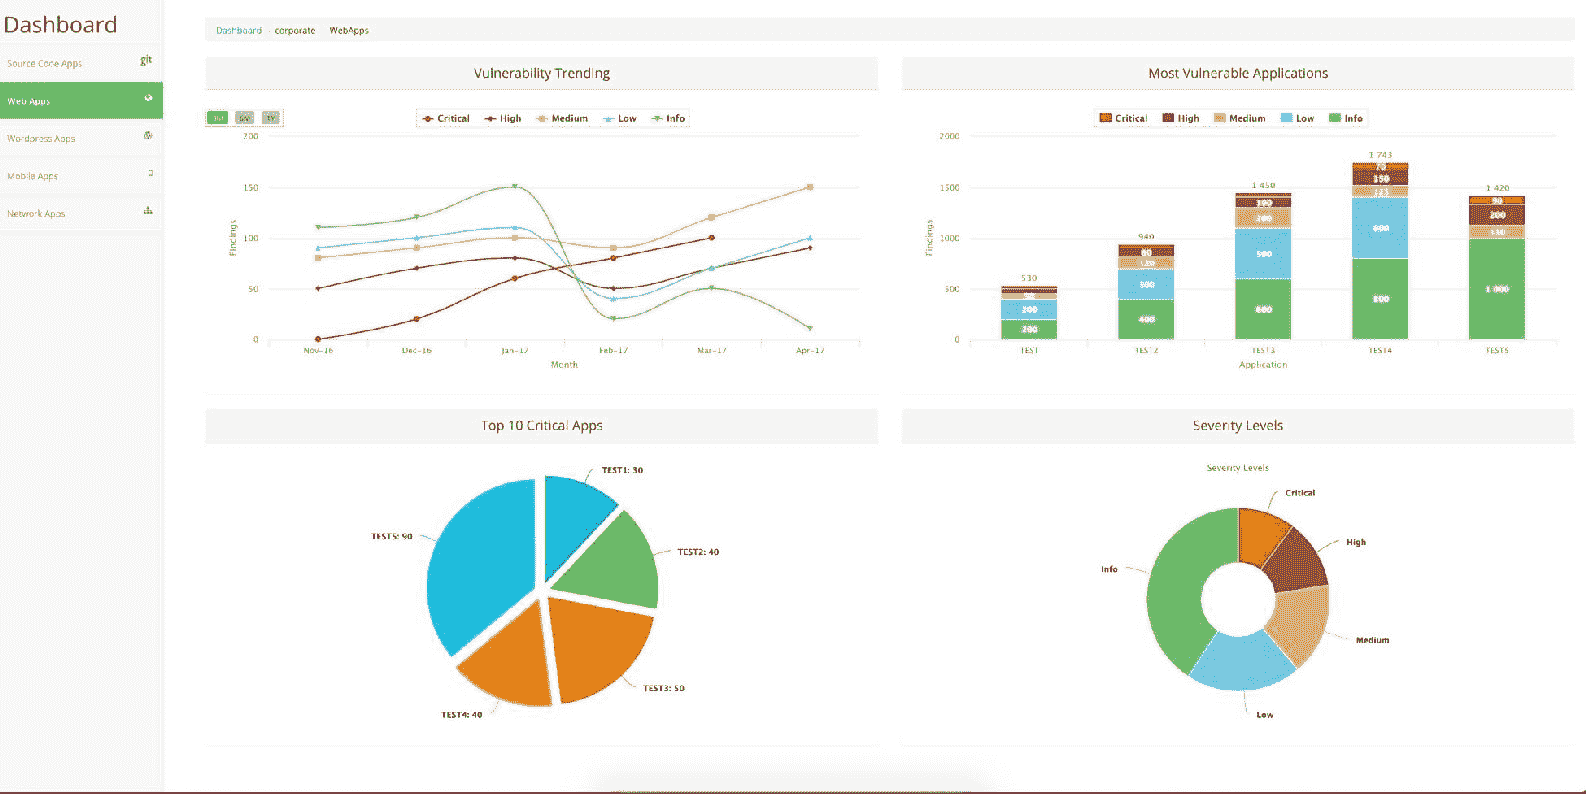 Dashboard
Source Code Apps git
Web Apps
Wordpress Apps
Mobile Apps
Network Apps
Dashboard corporate WebApps
Vulnerability Trending
Critical High Medium Low Info
200
150
100
50
0
Findings
Nov-16 Dec-16 Jan-17 Feb-17 Mar-17 Apr-17
Month
Most Vulnerable Applications
Critical High Medium Low Info
2000
1500
1000
500
0
Findings
530
200
200
940
300
400
1 450
100
200
500
600
1 743
150
600
800
1 420
90
200
1 000
TEST TEST2 TEST3 TEST4 TEST5
Application
Top 10 Critical Apps
TEST1: 30
TEST2: 40
TEST3: 50
TEST4: 40
TEST5: 90
Severity Levels
Severity Levels
Critical
High
Medium
Low
Info